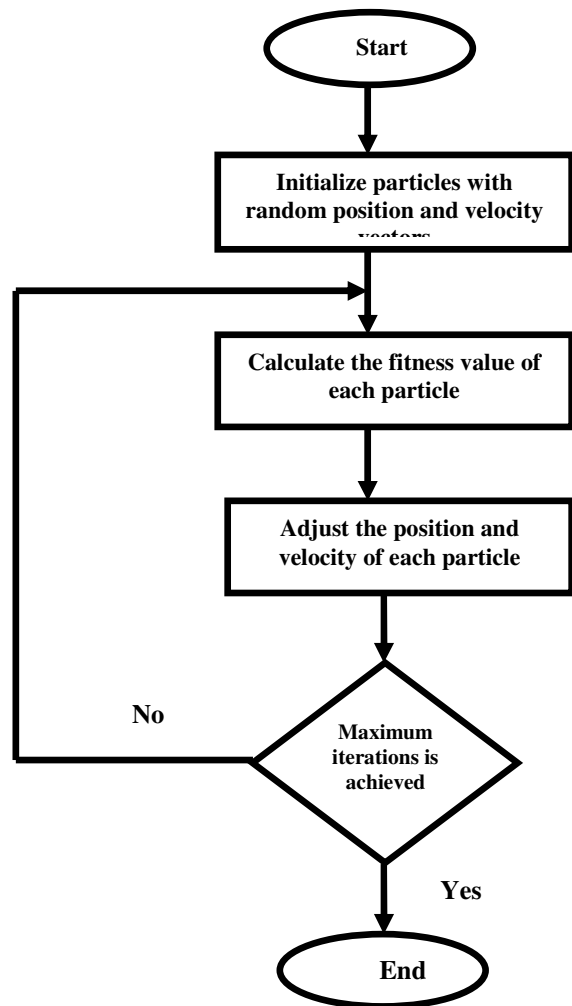 Start
Initialize particles with
random position and velocity
vectors
Calculate the fitness value of
each particle
Adjust the position and
velocity of each particle
No
Maximum
iterations is
achieved
Yes
End